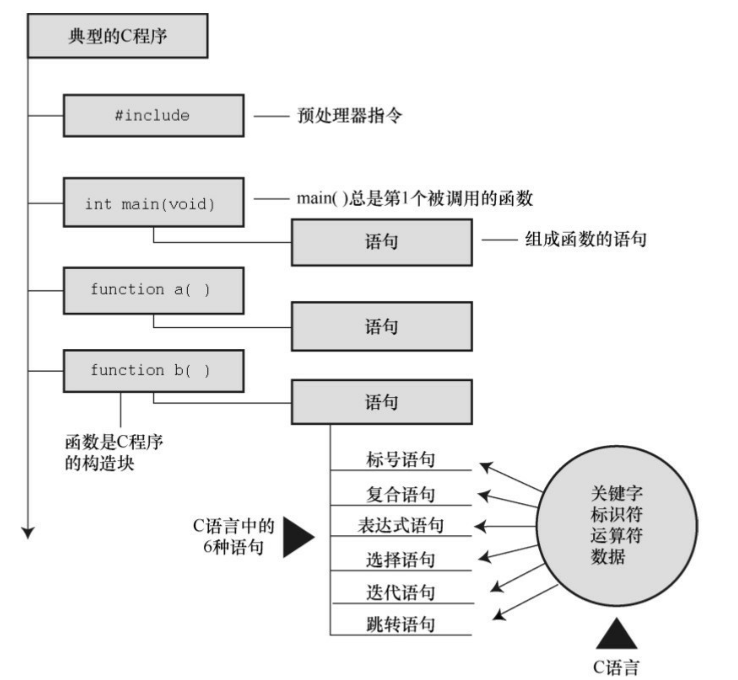 典型的C程序
#include
预处理器指令
int main(void)
main( )总是第1个被调用的函数
语句
组成函数的语句
function a( )
语句
function b( )
语句
函数是C程序
的构造块
标号语句
复合语句
表达式语句
选择语句
迭代语句
跳转语句
C语言中的
6种语句
关键字
标识符
运算符
数据
C语言